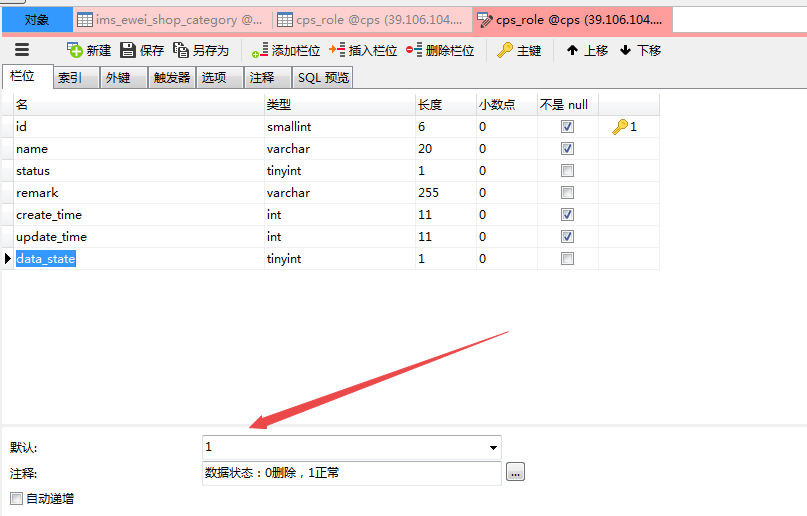 对象 ims_ewei_shop_category @... cps_role @cps (39.106.104.... cps_role @cps (39.106.104....
新建 保存 另存为 添加栏位 插入栏位 删除栏位 主键 上移 下移
栏位 索引 外键 触发器 选项 注释 SQL 预览
名 类型 长度 小数点 不是 null
id smallint 6 0 1
name varchar 20 0
status tinyint 1 0
remark varchar 255 0
create_time int 11 0
update_time int 11 0
data_state tinyint 1 0
默认: 1
注释: 数据状态：0删除，1正常 ...
自动递增